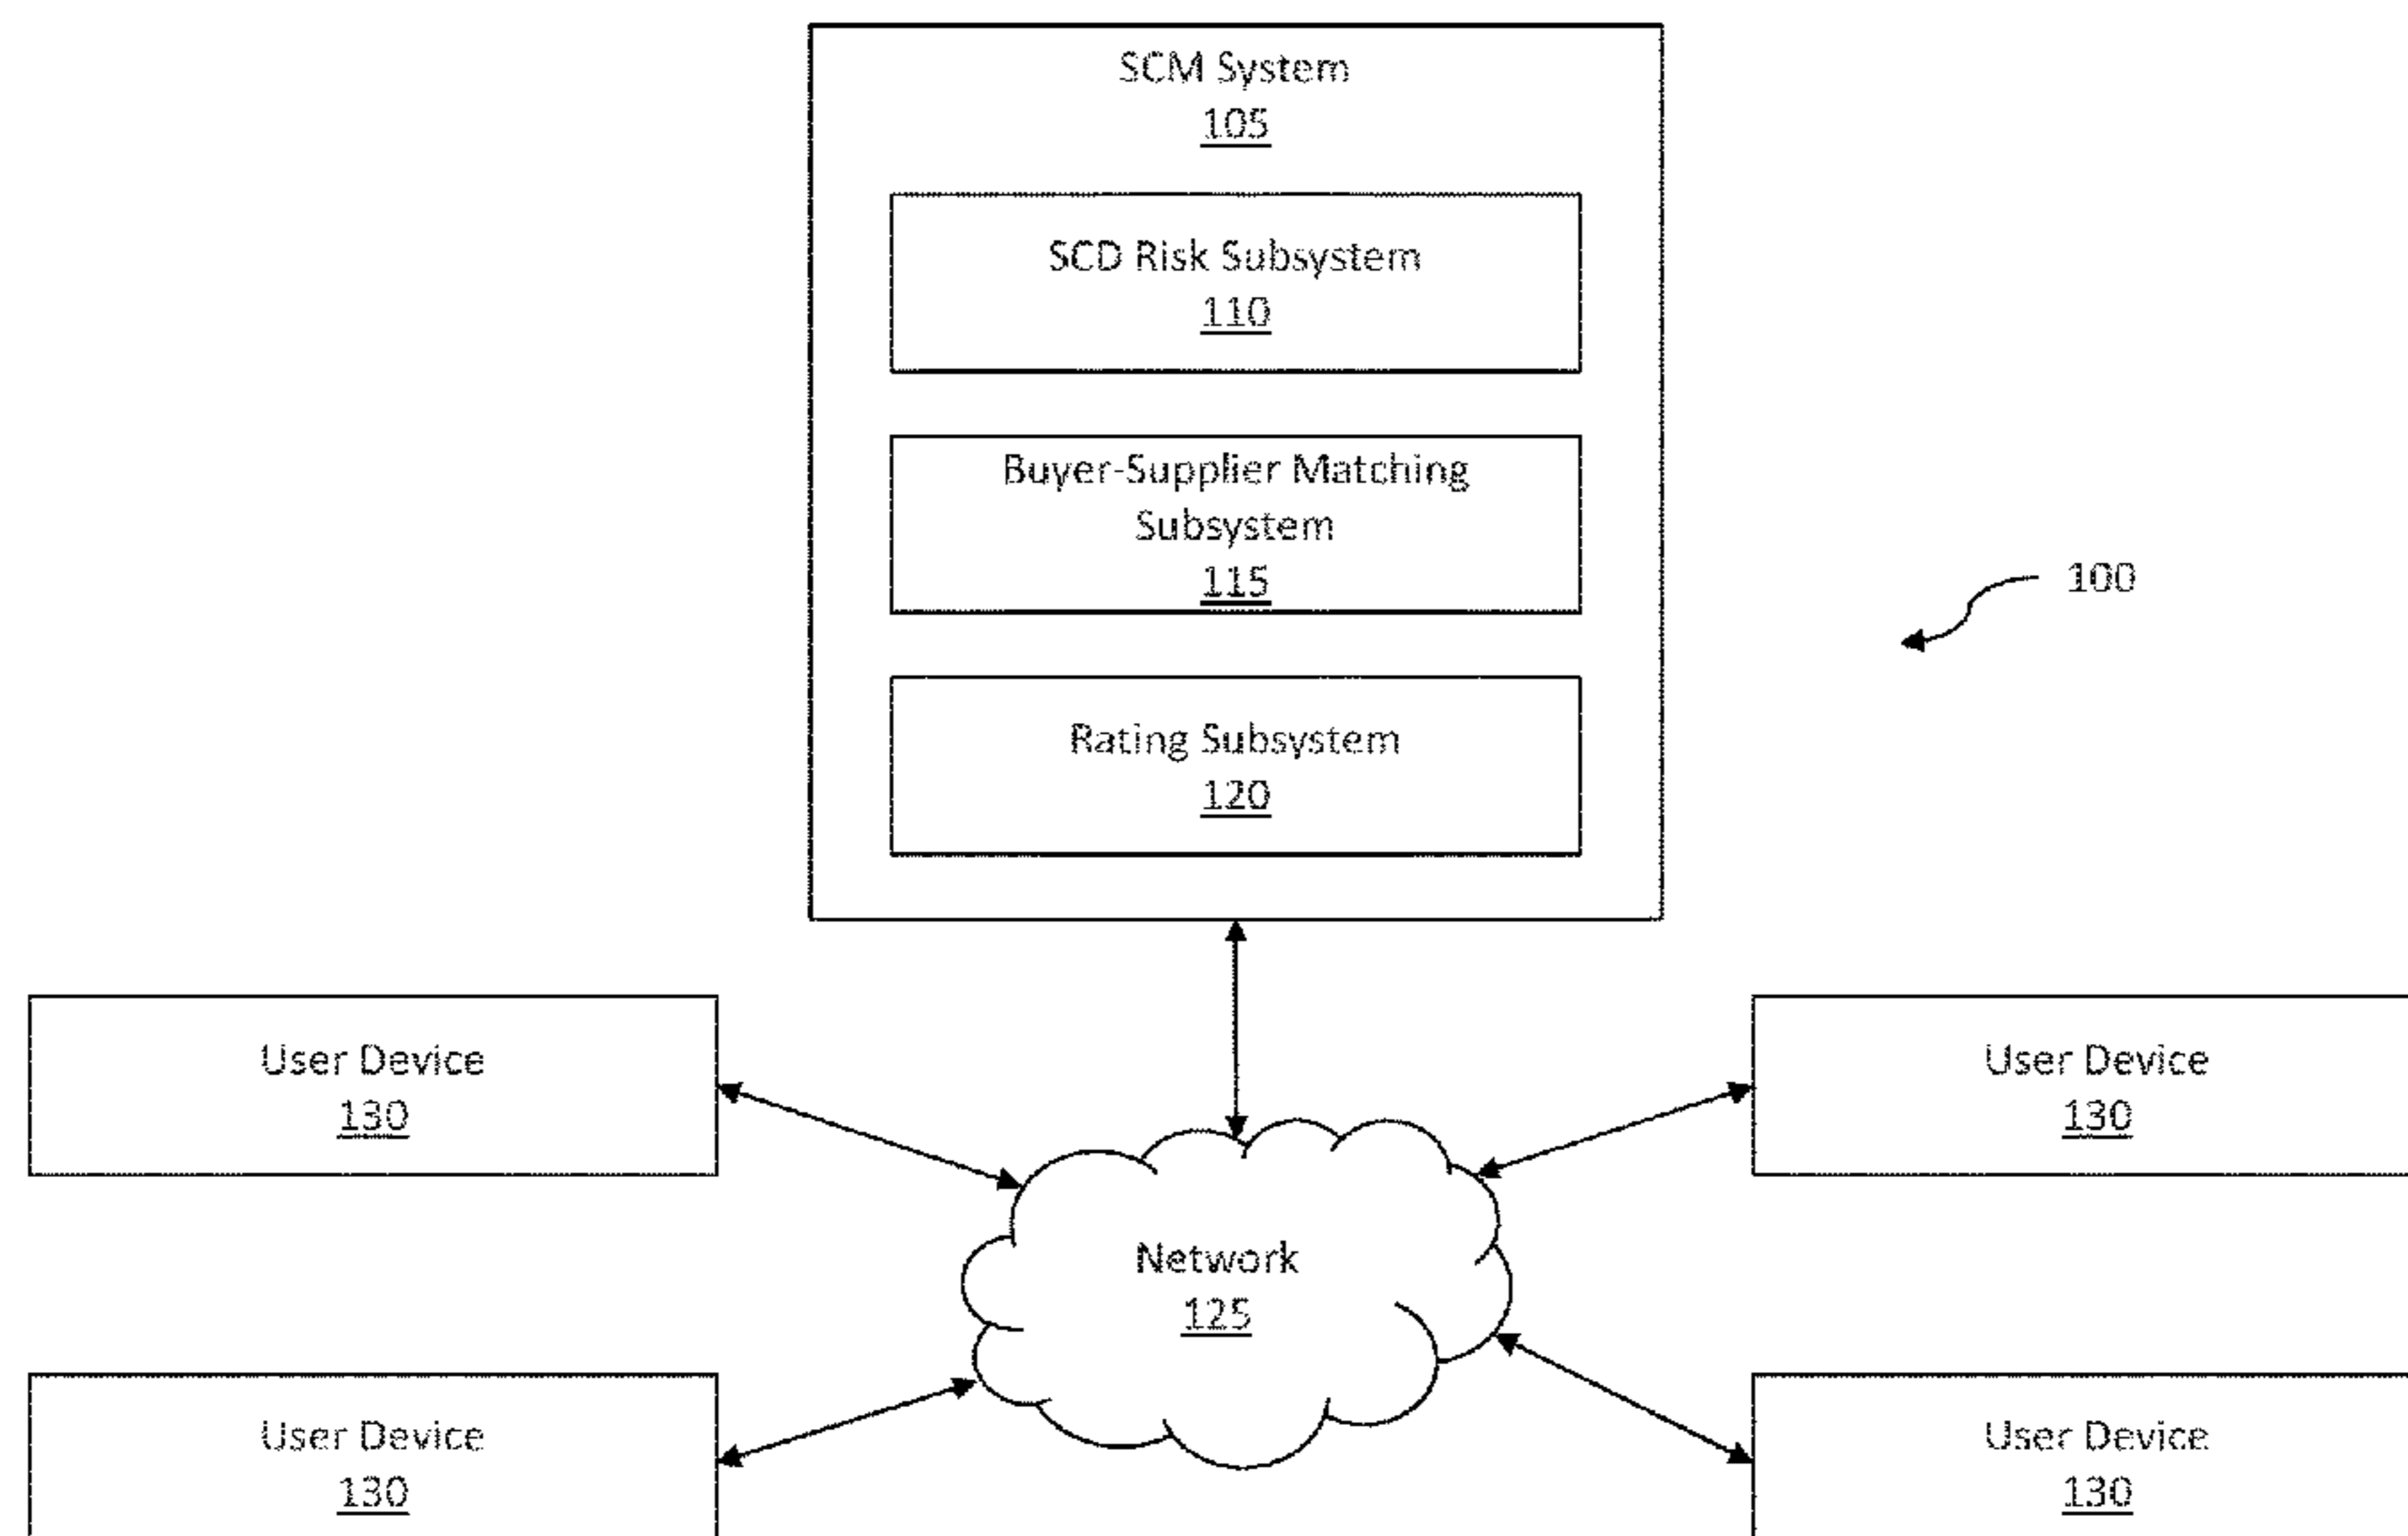 SCM System
105
SCD Risk Subsystem
110
Buyer-Supplier Matching
Subsystem
115
100
Rating Subsystem
120
User Device
130
User Device
130
Network
125
User Device
130
User Device
130